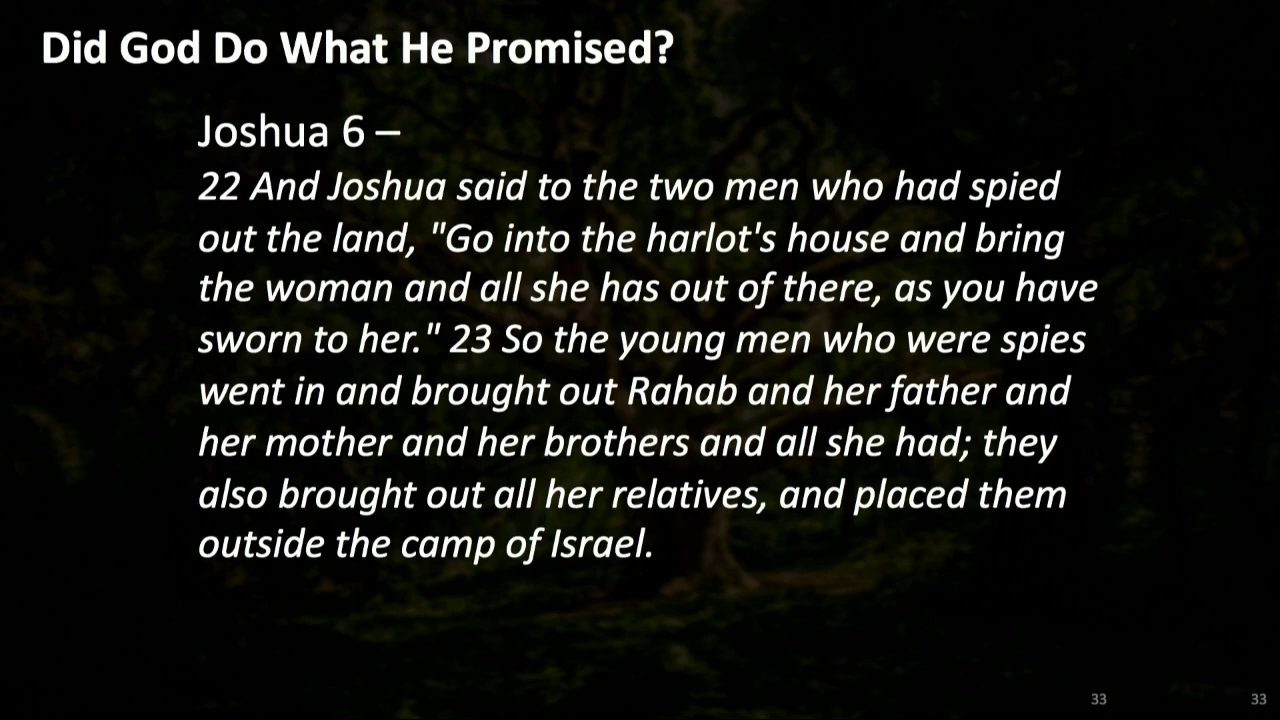 Did God Do What He Promised?
Joshua 6 –
22 And Joshua said to the two men who had spied
out the land, "Go into the harlot's house and bring
the woman and all she has out of there, as you have
sworn to her." 23 So the young men who were spies
went in and brought out Rahab and her father and
her mother and her brothers and all she had; they
also brought out all her relatives, and placed them
outside the camp of Israel.
33 33